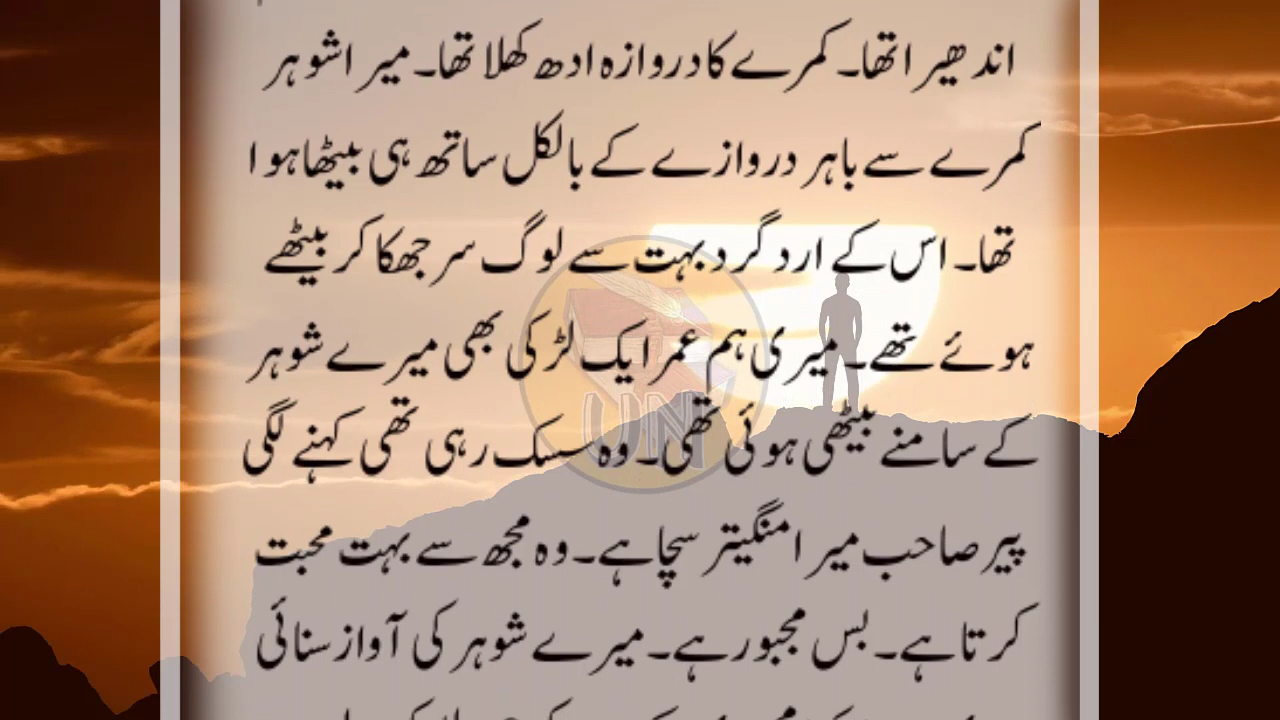 اندھیرا تھا۔ کمرے کا دروازہ ادھ کھلا تھا۔ میرا شوہر
کمرے سے باہر دروازے کے بالکل ساتھ ہی بیٹھا ہوا
تھا۔ اس کے ارد گرد بہت سے لوگ سر جھکا کر بیٹھے
ہوئے تھے۔ میری ہم عمر ایک لڑکی بھی میرے شوہر
کے سامنے بیٹھی ہوئی تھی۔ وہ سسک رہی تھی کہنے لگی
پیر صاحب میرا منگیتر سچا ہے۔ وہ مجھ سے بہت محبت
کرتا ہے۔ بس مجبور ہے۔ میرے شوہر کی آواز سنائی
UN